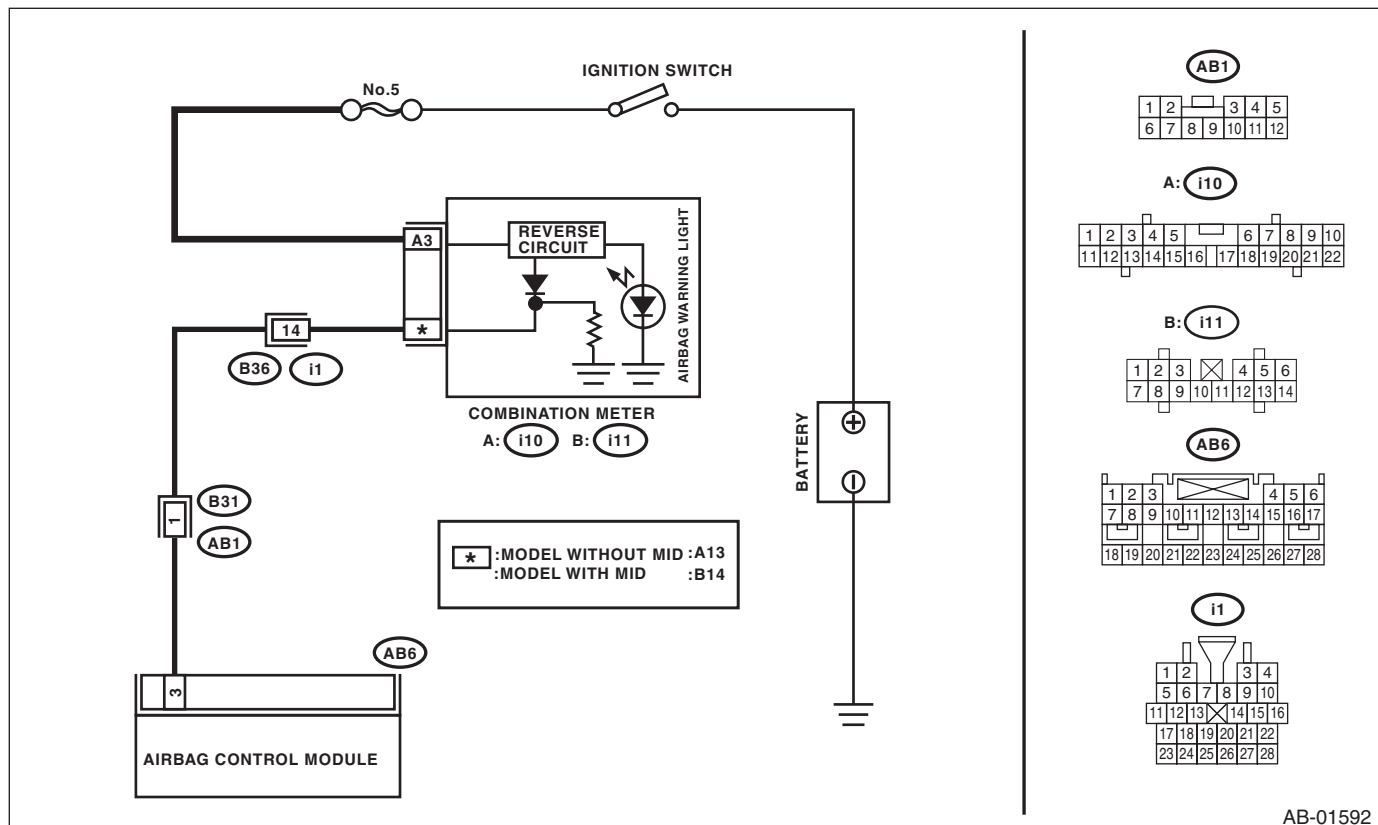 IGNITION SWITCH
No.5
A3
REVERSE
CIRCUIT
AIRBAG WARNING LIGHT
*
14
B36 i1
COMBINATION METER
A: i10 B: i11
BATTERY
+
−
1
B31
AB1
* :MODEL WITHOUT MID :A13
:MODEL WITH MID :B14
AB6
3
AIRBAG CONTROL MODULE
AB1
1 2 3 4 5
6 7 8 9 10 11 12
A: i10
1 2 3 4 5 6 7 8 9 10
11 12 13 14 15 16 17 18 19 20 21 22
B: i11
1 2 3 4 5 6
7 8 9 10 11 12 13 14
AB6
1 2 3 4 5 6
7 8 9 10 11 12 13 14 15 16 17
18 19 20 21 22 23 24 25 26 27 28
i1
1 2 3 4
5 6 7 8 9 10
11 12 13 14 15 16
17 18 19 20 21 22
23 24 25 26 27 28
AB-01592